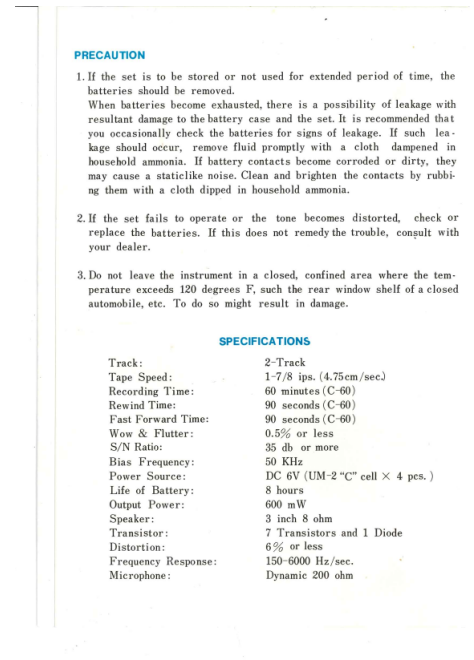 PRECAUTION
1. If the set is to be stored or not used for extended period of time, the
batteries should be removed.
When batteries become exhausted, there is a possibility of leakage with
resultant damage to the battery case and the set. It is recommended that
you occasionally check the batteries for signs of leakage. If such lea-
kage should occur, remove fluid promptly with a cloth dampened in
household ammonia. If battery contacts become corroded or dirty, they
may cause a staticlike noise. Clean and brighten the contacts by rubbi-
ng them with a cloth dipped in household ammonia.
2. If the set fails to operate or the tone becomes distorted, check or
replace the batteries. If this does not remedy the trouble, consult with
your dealer.
3. Do not leave the instrument in a closed, confined area where the tem-
perature exceeds 120 degrees F, such the rear window shelf of a closed
automobile, etc. To do so might result in damage.
SPECIFICATIONS
Track: 2-Track
Tape Speed: 1-7/8 ips. (4.75cm/sec.)
Recording Time: 60 minutes (C-60)
Rewind Time: 90 seconds (C-60)
Fast Forward Time: 90 seconds (C-60)
Wow & Flutter: 0.5% or less
S/N Ratio: 35 db or more
Bias Frequency: 50 KHz
Power Source: DC 6V (UM-2 “C” cell × 4 pcs. )
Life of Battery: 8 hours
Output Power: 600 mW
Speaker: 3 inch 8 ohm
Transistor: 7 Transistors and 1 Diode
Distortion: 6% or less
Frequency Response: 150-6000 Hz/sec.
Microphone: Dynamic 200 ohm